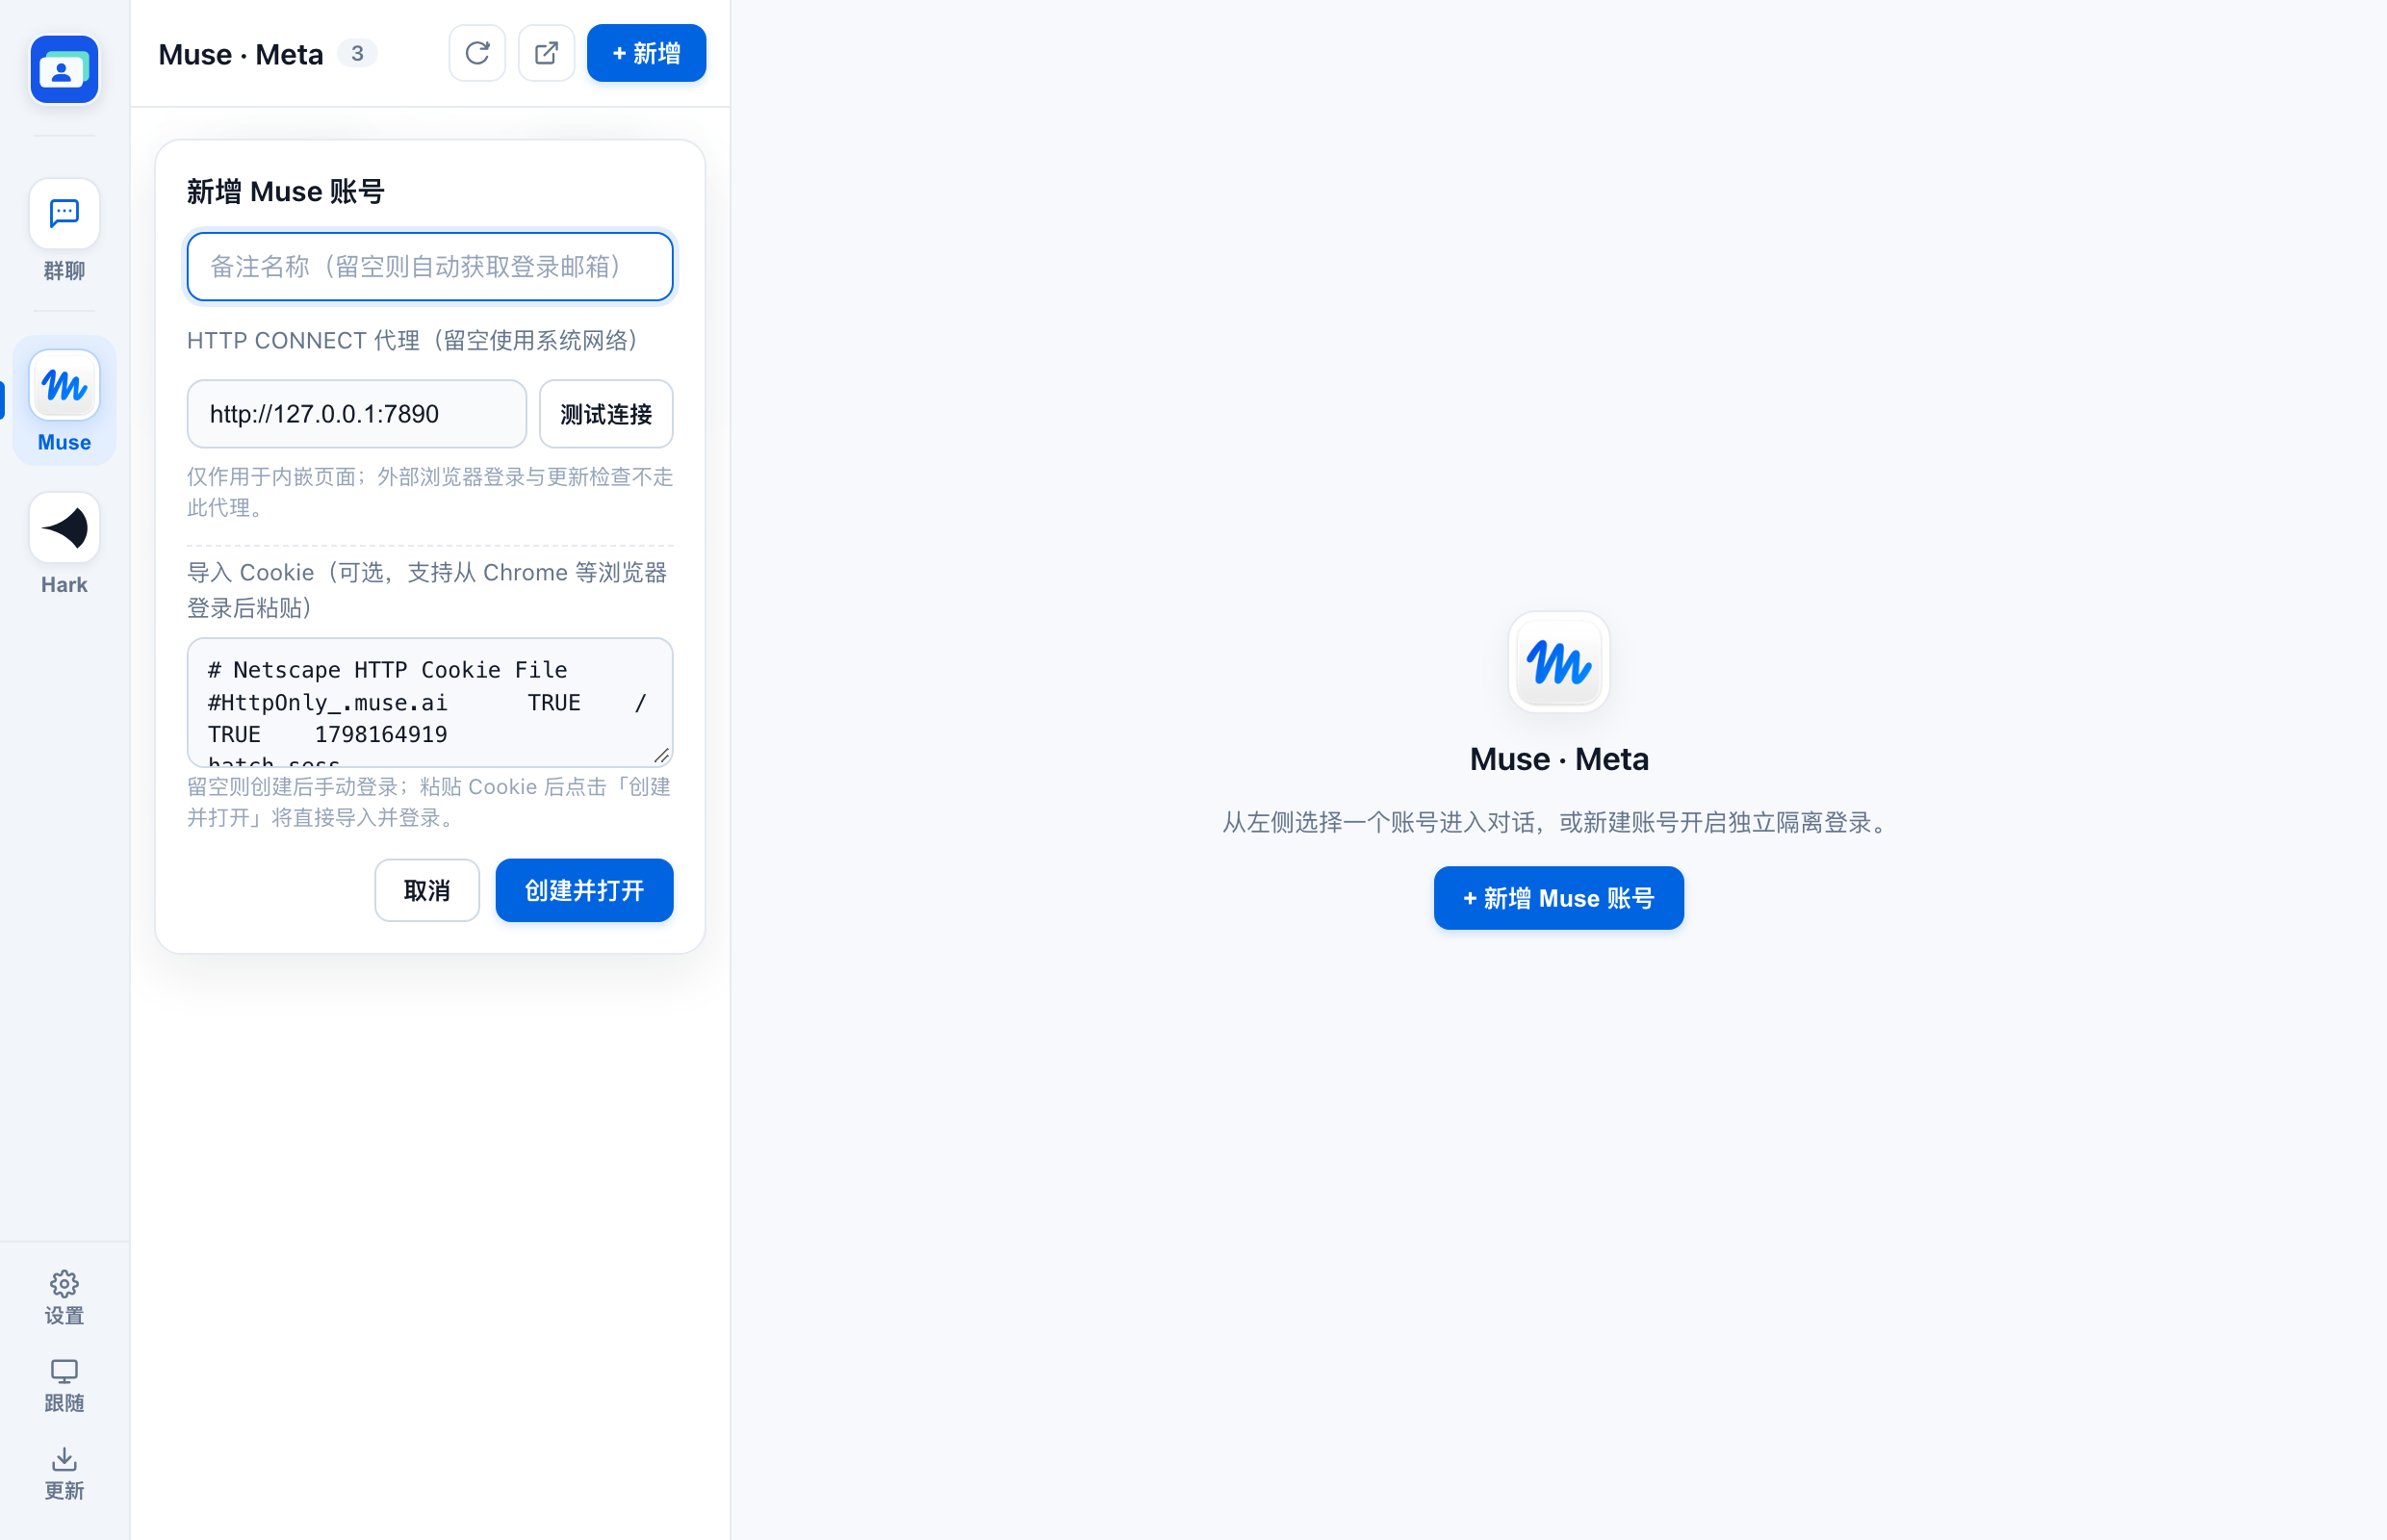 群聊
Muse
Hark
设置
跟随
更新
Muse · Meta 3
+ 新增
新增 Muse 账号
备注名称（留空则自动获取登录邮箱）
HTTP CONNECT 代理（留空使用系统网络）
http://127.0.0.1:7890
测试连接
仅作用于内嵌页面；外部浏览器登录与更新检查不走
此代理。
导入 Cookie（可选，支持从 Chrome 等浏览器
登录后粘贴）
# Netscape HTTP Cookie File
#HttpOnly_.muse.ai TRUE /
TRUE 1798164919
hatch_sess
留空则创建后手动登录；粘贴 Cookie 后点击「创建
并打开」将直接导入并登录。
取消
创建并打开
Muse · Meta
从左侧选择一个账号进入对话，或新建账号开启独立隔离登录。
+ 新增 Muse 账号